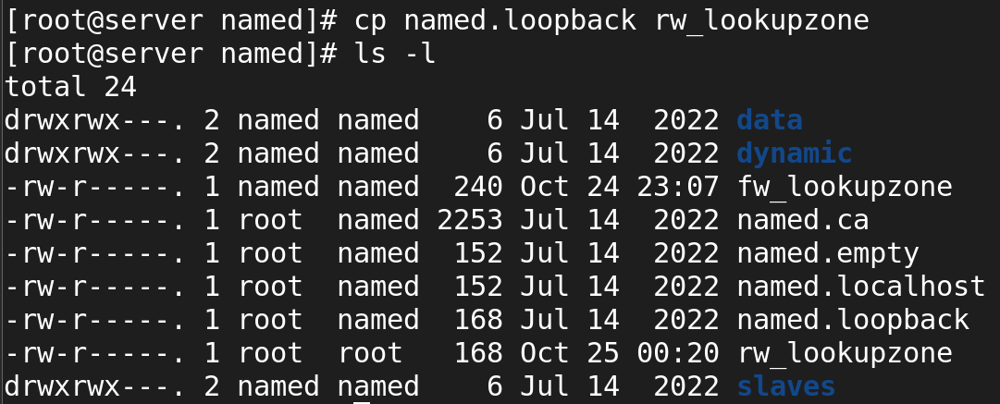 [root@server named]# cp named.loopback rw_lookupzone
[root@server named]# ls -l
total 24
drwxrwx---. 2 named named    6 Jul 14  2022 data
drwxrwx---. 2 named named    6 Jul 14  2022 dynamic
-rw-r-----. 1 named named  240 Oct 24 23:07 fw_lookupzone
-rw-r-----. 1 root  named 2253 Jul 14  2022 named.ca
-rw-r-----. 1 root  named  152 Jul 14  2022 named.empty
-rw-r-----. 1 root  named  152 Jul 14  2022 named.localhost
-rw-r-----. 1 root  named  168 Jul 14  2022 named.loopback
-rw-r-----. 1 root  root   168 Oct 25 00:20 rw_lookupzone
drwxrwx---. 2 named named    6 Jul 14  2022 slaves